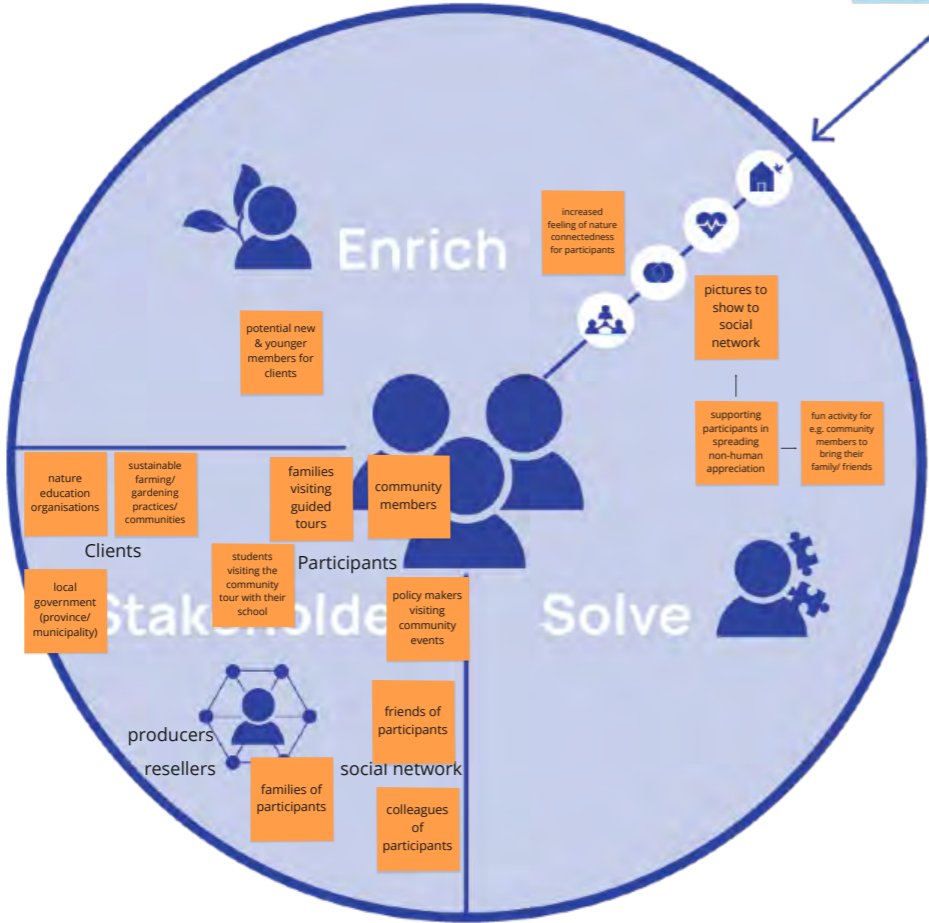 Enrich
increased
feeling of nature
connectedness
for participants
pictures to
show to
social
network
potential new
& younger
members for
clients
supporting
participants in
spreading
non-human
appreciation
fun activity for
e.g. community
members to
bring their
family/ friends
nature
education
organisations
sustainable
farming/
gardening
practices/
communities
families
visiting
guided
tours
community
members
Clients
students
visiting the
community
tour with their
school
Participants
local
government
(province/
municipality)
policy makers
visiting
community
events
Solve
friends of
participants
producers
resellers
social network
families of
participants
colleagues
of
participants